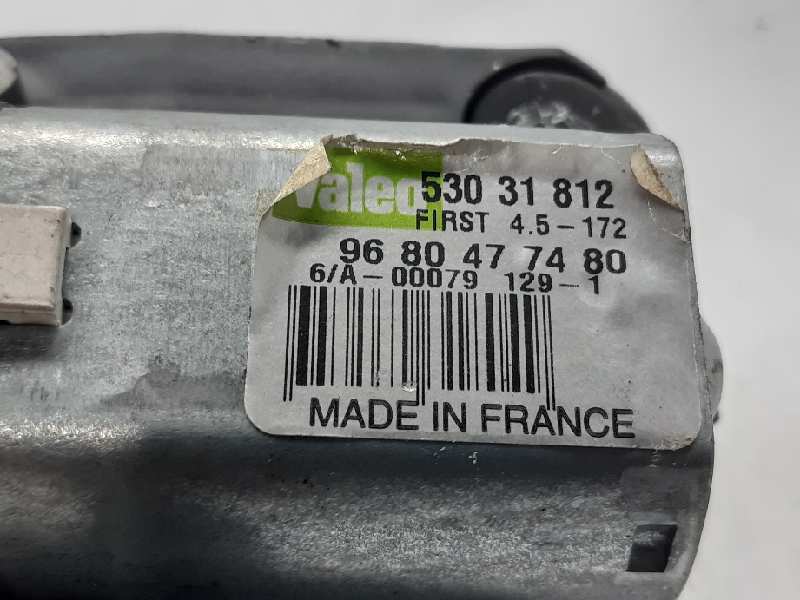 Valeo 530 31 812
FIRST 4.5-172
96 80 47 74 80
6/A-00079 129-1
MADE IN FRANCE